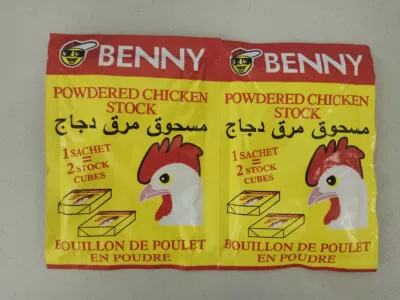 BENNY
POWDERED CHICKEN
STOCK
مسحوق مرق دجاج
1 SACHET
=
2 STOCK
CUBES
BOUILLON DE POULET
EN POUDRE
BENNY
POWDERED CHICKEN
STOCK
مسحوق مرق دجاج
1 SACHET
=
2 STOCK
CUBES
BOUILLON DE POULET
EN POUDRE